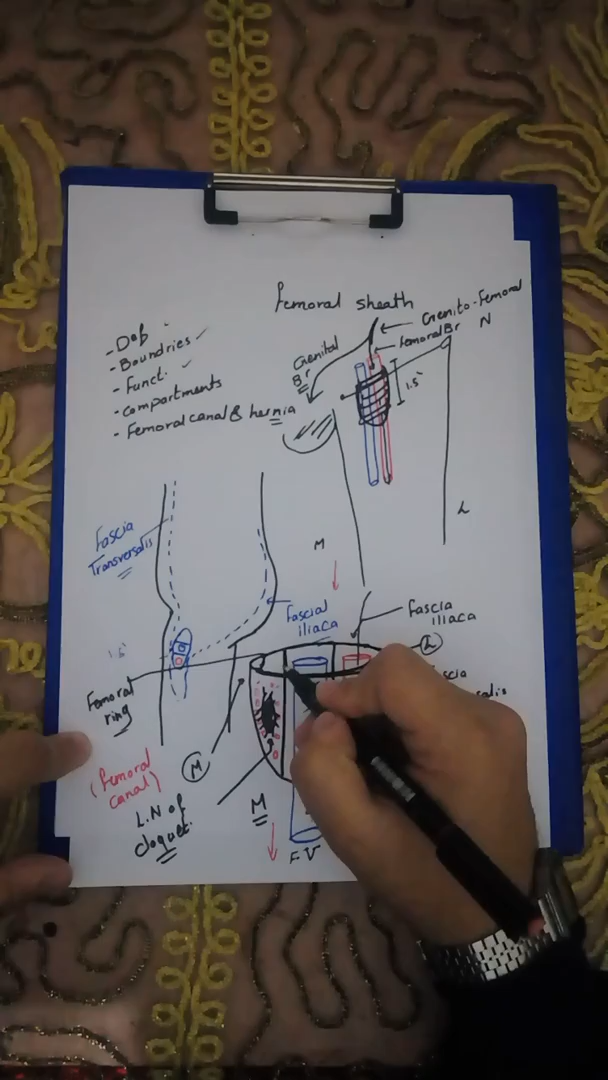 Femoral sheath
- Def
- Boundries
- Funct.
- compartments
- Femoral canal & hernia
Genital
Br
Genito-Femoral
N
Femoral Br
1.5"
L
M
Fascia
Transversalis
Fascial
iliaca
Fascia
iliaca
L
1.5"
Femoral
ring
(Femoral
canal)
M
L.N of
cloquet.
M
F.V